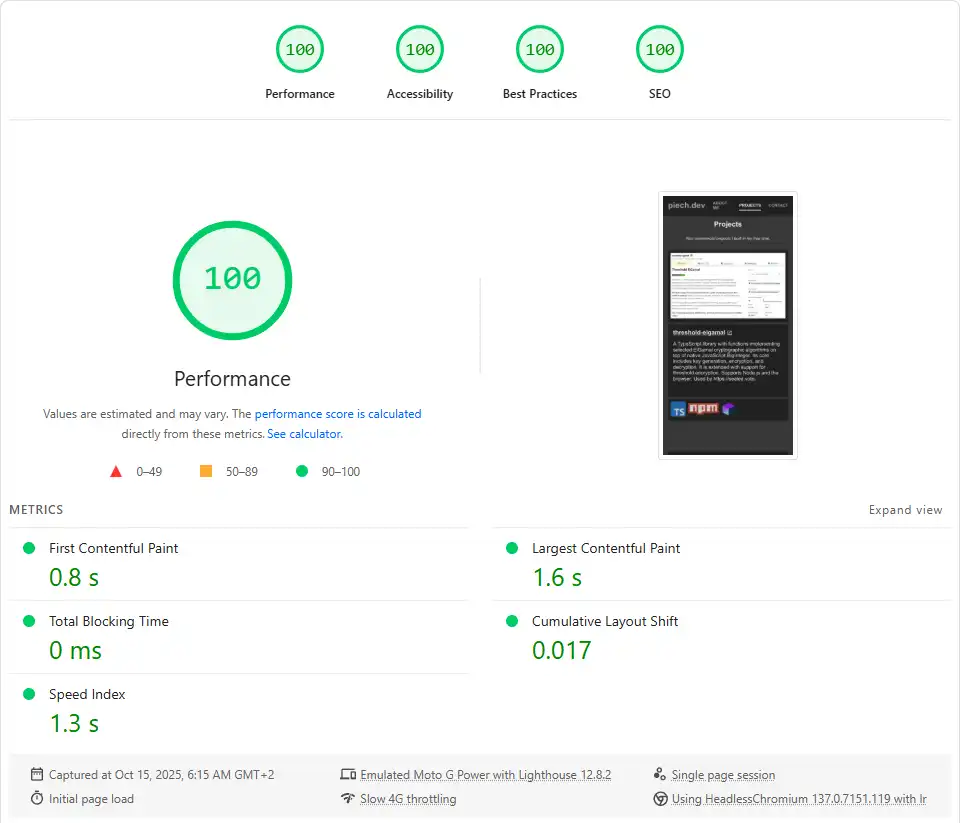 100
100
100
100
Performance
Accessibility
Best Practices
SEO
100
Performance
Values are estimated and may vary. The performance score is calculated
directly from these metrics. See calculator.
0–49
50–89
90–100
piech.dev
ABOUT
ME
PROJECTS
CONTACT
Projects
threshold-elgamal
A TypeScript library with functions implementing
selected ElGamal cryptographic algorithms on
top of native JavaScript BigInteger. Its core
includes key generation, encryption, and
decryption. It is extended with support for
threshold encryption. Supports Node.js and the
browser. Used by https://sealed.vote.
TS
npm
METRICS
Expand view
First Contentful Paint
0.8 s
Largest Contentful Paint
1.6 s
Total Blocking Time
0 ms
Cumulative Layout Shift
0.017
Speed Index
1.3 s
Captured at Oct 15, 2025, 6:15 AM GMT+2
Emulated Moto G Power with Lighthouse 12.8.2
Single page session
Initial page load
Slow 4G throttling
Using HeadlessChromium 137.0.7151.119 with lr